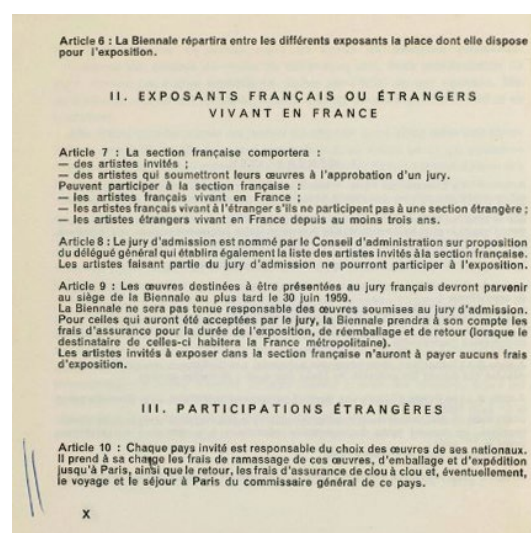 Article 6 : La Biennale répartira entre les différents exposants la place dont elle dispose
pour l'exposition.
II. EXPOSANTS FRANÇAIS OU ÉTRANGERS
VIVANT EN FRANCE
Article 7 : La section française comportera :
— des artistes invités ;
— des artistes qui soumettront leurs œuvres à l'approbation d'un jury.
Peuvent participer à la section française :
— les artistes français vivant en France ;
— les artistes français vivant à l'étranger s'ils ne participent pas à une section étrangère ;
— les artistes étrangers vivant en France depuis au moins trois ans.
Article 8 : Le jury d'admission est nommé par le Conseil d'administration sur proposition
du délégué général qui établira également la liste des artistes invités à la section française.
Les artistes faisant partie du jury d'admission ne pourront participer à l'exposition.
Article 9 : Les œuvres destinées à être présentées au jury français devront parvenir
au siège de la Biennale au plus tard le 30 juin 1959.
La Biennale ne sera pas tenue responsable des œuvres soumises au jury d'admission.
Pour celles qui auront été acceptées par le jury, la Biennale prendra à son compte les
frais d'assurance pour la durée de l'exposition, de réemballage et de retour (lorsque le
destinataire de celles-ci habitera la France métropolitaine).
Les artistes invités à exposer dans la section française n'auront à payer aucuns frais
d'exposition.
III. PARTICIPATIONS ÉTRANGÈRES
Article 10 : Chaque pays invité est responsable du choix des œuvres de ses nationaux.
Il prend à sa charge les frais de ramassage de ces œuvres, d'emballage et d'expédition
jusqu'à Paris, ainsi que le retour, les frais d'assurance de clou à clou et, éventuellement,
le voyage et le séjour à Paris du commissaire général de ce pays.
X